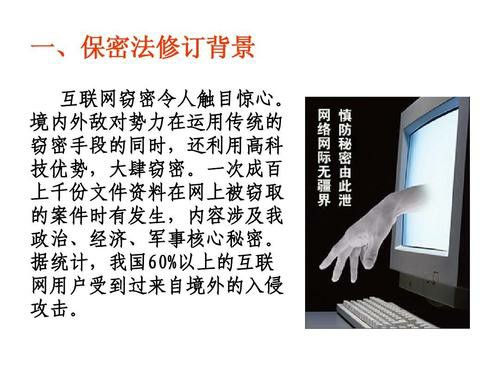 一、保密法修订背景
互联网窃密令人触目惊心。
境内外敌对势力在运用传统的
窃密手段的同时，还利用高科
技优势，大肆窃密。一次成百
上千份文件资料在网上被窃取
的案件时有发生，内容涉及我
政治、经济、军事核心秘密。
据统计，我国60%以上的互联
网用户受到过来自境外的入侵
攻击。
慎防秘密由此泄
网络网际无疆界